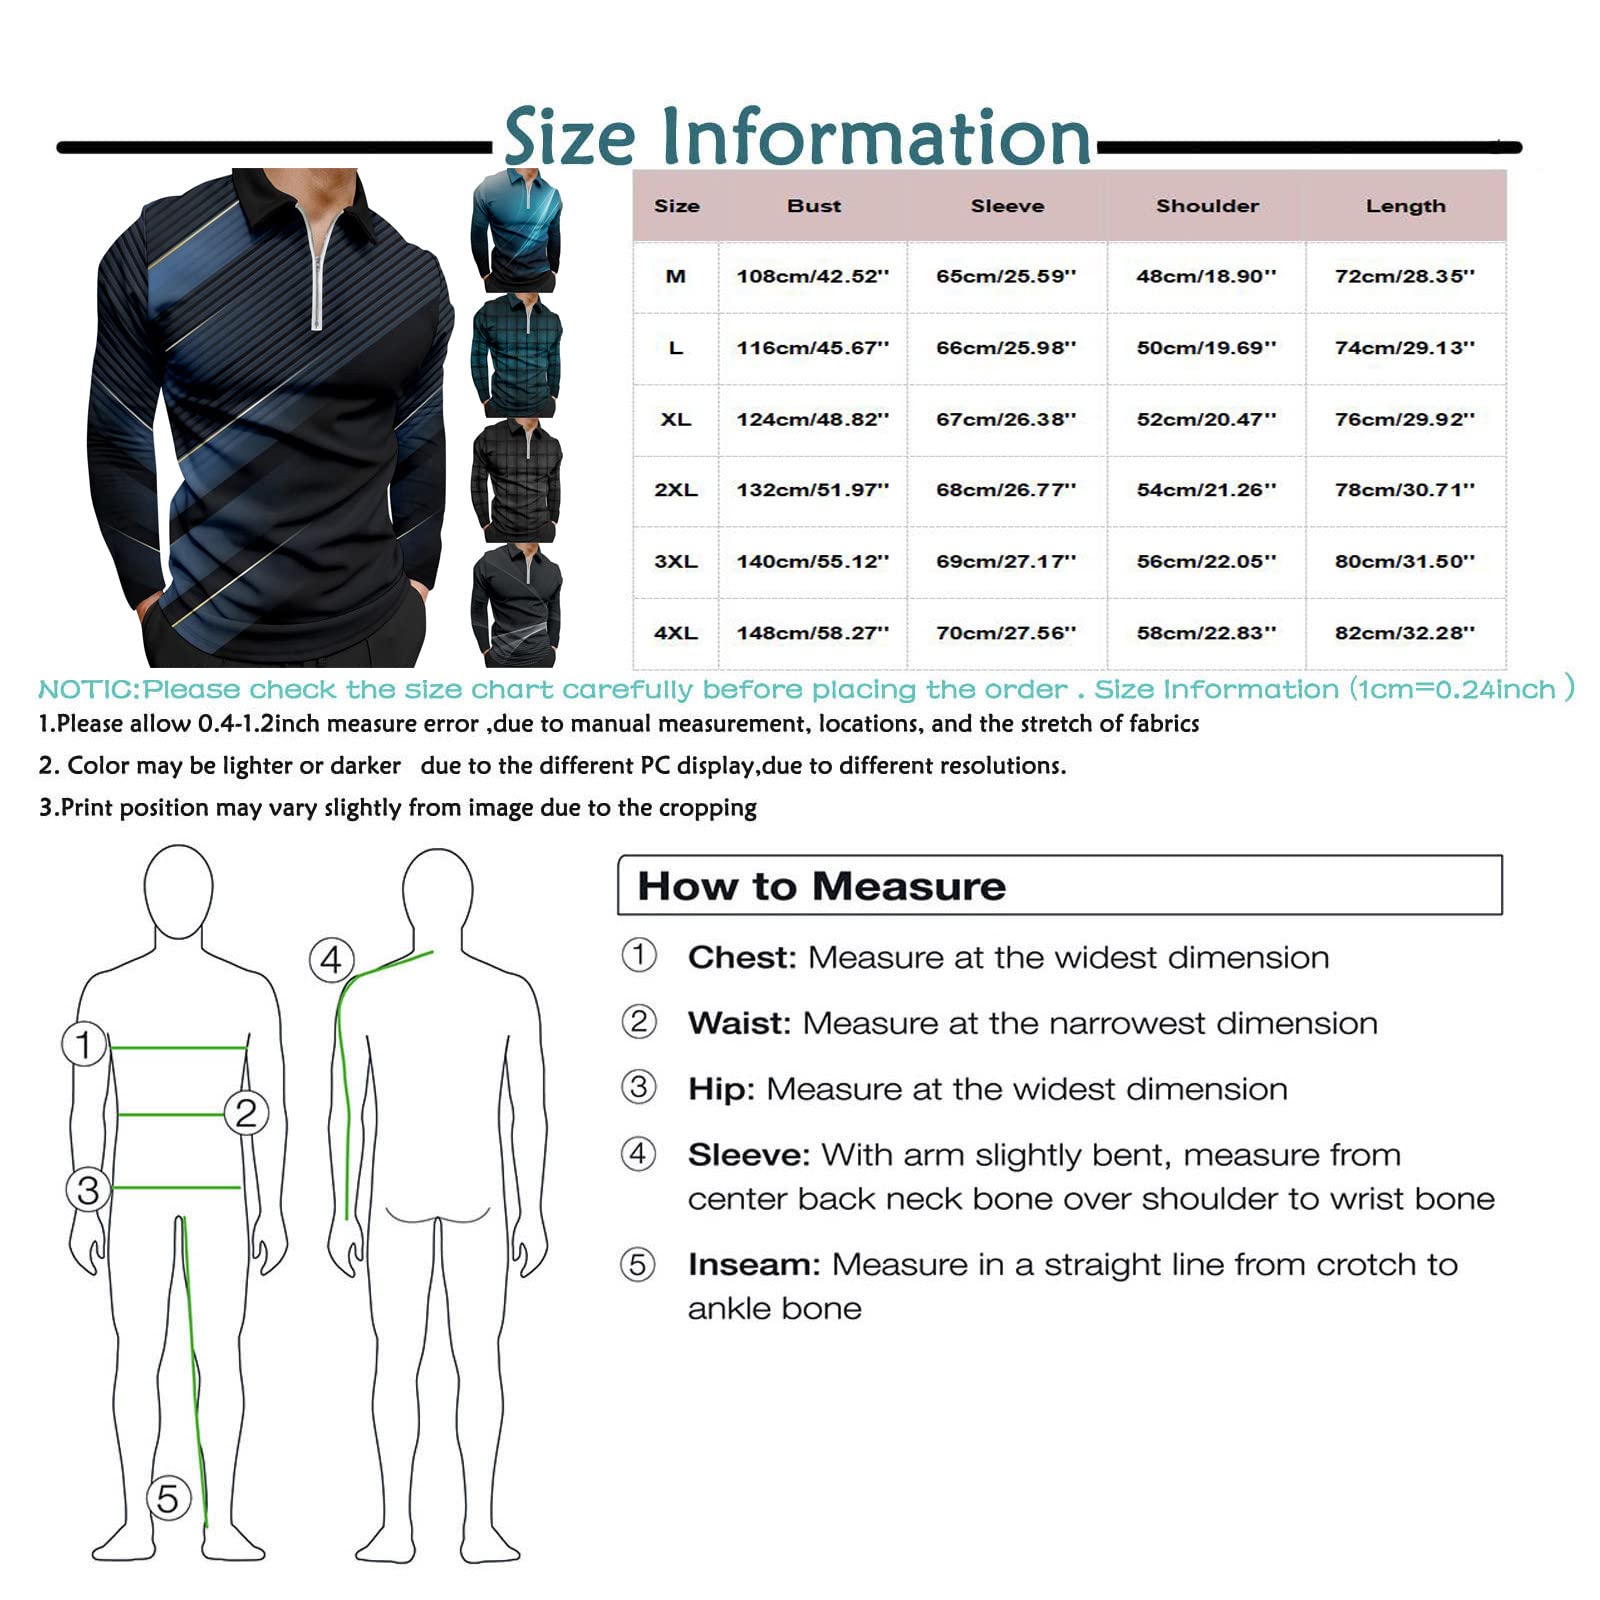 Size Information
Size Bust Sleeve Shoulder Length
M 108cm/42.52'' 65cm/25.59'' 48cm/18.90'' 72cm/28.35''
L 116cm/45.67'' 66cm/25.98'' 50cm/19.69'' 74cm/29.13''
XL 124cm/48.82'' 67cm/26.38'' 52cm/20.47'' 76cm/29.92''
2XL 132cm/51.97'' 68cm/26.77'' 54cm/21.26'' 78cm/30.71''
3XL 140cm/55.12'' 69cm/27.17'' 56cm/22.05'' 80cm/31.50''
4XL 148cm/58.27'' 70cm/27.56'' 58cm/22.83'' 82cm/32.28''
NOTIC:Please check the size chart carefully before placing the order . Size Information (1cm=0.24inch )
1.Please allow 0.4-1.2inch measure error ,due to manual measurement, locations, and the stretch of fabrics
2. Color may be lighter or darker due to the different PC display,due to different resolutions.
3.Print position may vary slightly from image due to the cropping
1
2
3
4
5
How to Measure
① Chest: Measure at the widest dimension
② Waist: Measure at the narrowest dimension
③ Hip: Measure at the widest dimension
④ Sleeve: With arm slightly bent, measure from
center back neck bone over shoulder to wrist bone
⑤ Inseam: Measure in a straight line from crotch to
ankle bone